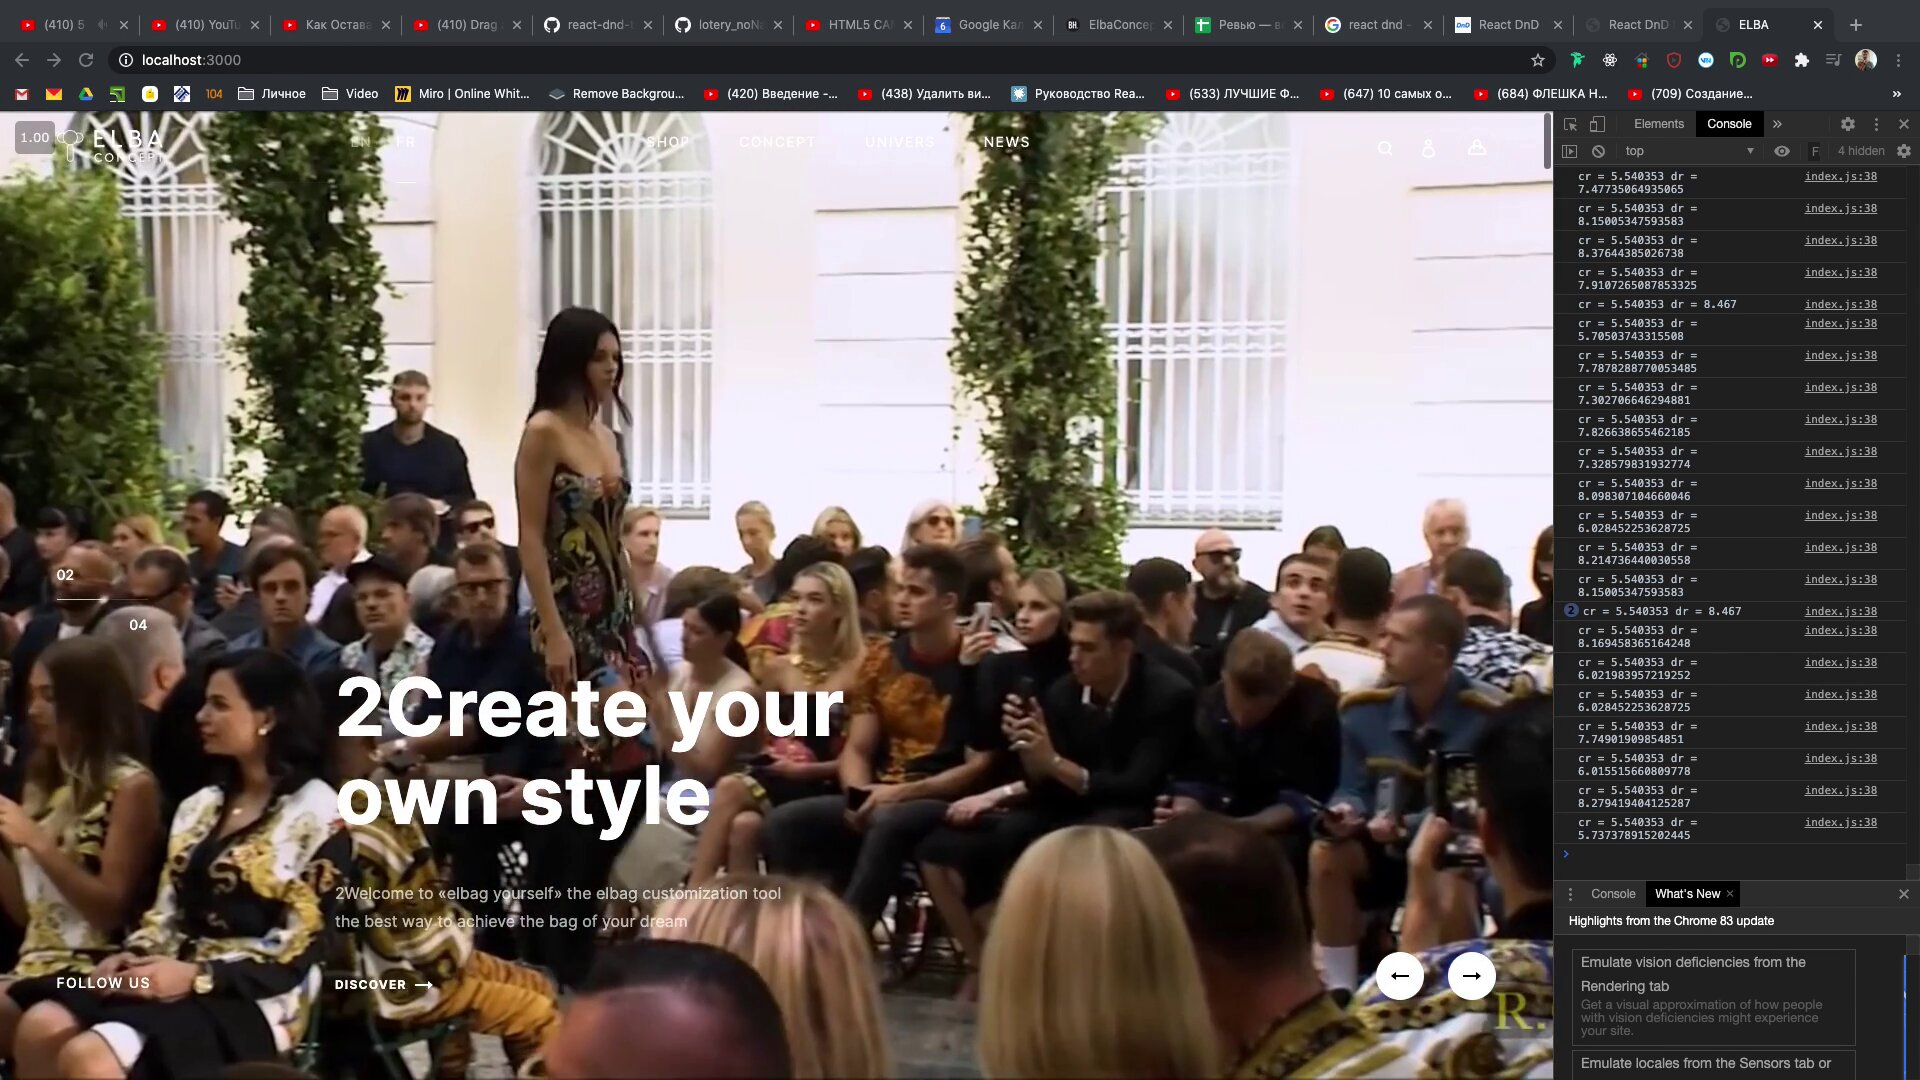 (410) 5
(410) YouTu
Как Остава
(410) Drag
react-dnd-t
lotery_noNa
HTML5 CAN
Google Кал
ElbaConcep
Ревью — в
react dnd -
React DnD
React DnD
ELBA
localhost:3000
104
Личное
Video
Miro | Online Whit...
Remove Backgrou...
(420) Введение -...
(438) Удалить ви...
Руководство Rea...
(533) ЛУЧШИЕ Ф...
(647) 10 самых о...
(684) ФЛЕШКА Н...
(709) Создание...
»
1.00
ELBA
CONCEPT
EN
FR
SHOP
CONCEPT
UNIVERS
NEWS
02
04
2Create your
own style
2Welcome to «elbag yourself» the elbag customization tool
the best way to achieve the bag of your dream
FOLLOW US
DISCOVER
R.
Elements
Console
»
top
F
4 hidden
cr = 5.540353 dr = index.js:38
7.47735064935065
cr = 5.540353 dr = index.js:38
8.15005347593583
cr = 5.540353 dr = index.js:38
8.37644385026738
cr = 5.540353 dr = index.js:38
7.9107265087853325
cr = 5.540353 dr = 8.467 index.js:38
cr = 5.540353 dr = index.js:38
5.70503743315508
cr = 5.540353 dr = index.js:38
7.7878288770053485
cr = 5.540353 dr = index.js:38
7.302706646294881
cr = 5.540353 dr = index.js:38
7.826638655462185
cr = 5.540353 dr = index.js:38
7.328579831932774
cr = 5.540353 dr = index.js:38
8.098307104660046
cr = 5.540353 dr = index.js:38
6.028452253628725
cr = 5.540353 dr = index.js:38
8.214736440030558
cr = 5.540353 dr = index.js:38
8.15005347593583
2 cr = 5.540353 dr = 8.467 index.js:38
cr = 5.540353 dr = index.js:38
8.169458365164248
cr = 5.540353 dr = index.js:38
6.021983957219252
cr = 5.540353 dr = index.js:38
6.028452253628725
cr = 5.540353 dr = index.js:38
7.74901909854851
cr = 5.540353 dr = index.js:38
6.015515660809778
cr = 5.540353 dr = index.js:38
8.279419404125287
cr = 5.540353 dr = index.js:38
5.737378915202445
Console
What's New
Highlights from the Chrome 83 update
Emulate vision deficiencies from the
Rendering tab
Get a visual approximation of how people
with vision deficiencies might experience
your site.
Emulate locales from the Sensors tab or